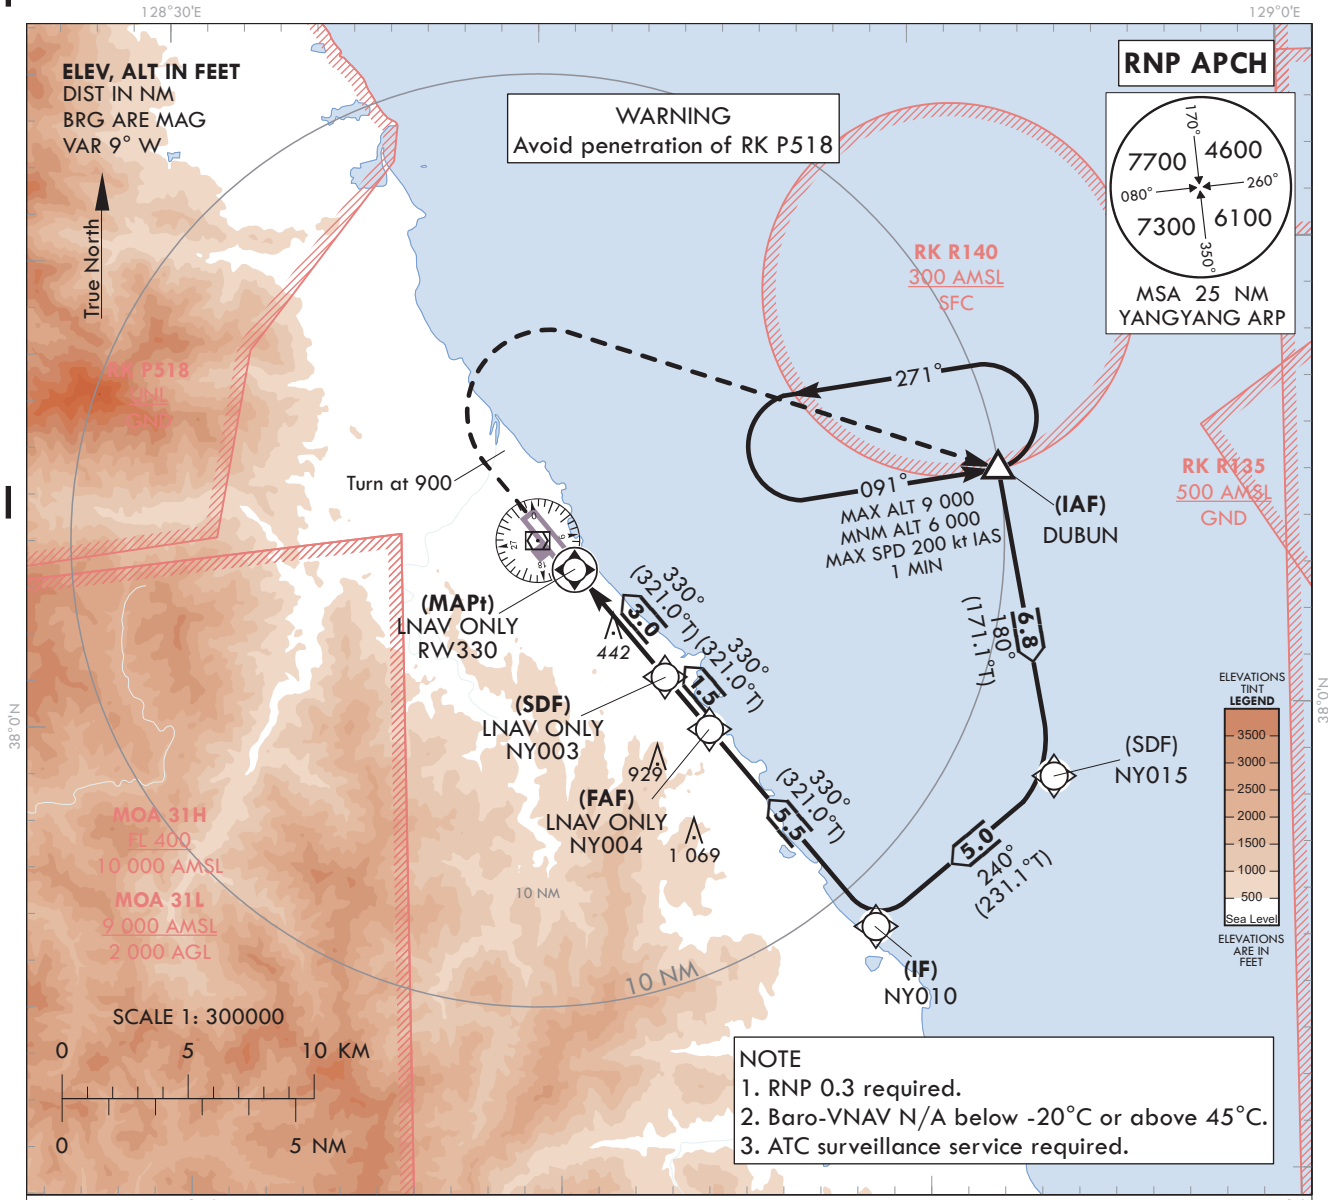 128°30'E
129°0'E
ELEV, ALT IN FEET
DIST IN NM
BRG ARE MAG
VAR 9° W
True North
WARNING
Avoid penetration of RK P518
RNP APCH
170°
7700
4600
080°
260°
7300
6100
350°
MSA 25 NM
YANGYANG ARP
RK R140
300 AMSL
SFC
RK P518
UNL
GND
271°
091°
MAX ALT 9 000
MNM ALT 6 000
MAX SPD 200 kt IAS
1 MIN
(IAF)
DUBUN
RK R135
500 AMSL
GND
Turn at 900
0
9
18
27
(MAPt)
LNAV ONLY
RW330
330°
(321.0°T)
3.0
442
330°
(321.0°T)
1.5
(SDF)
LNAV ONLY
NY003
6.8
180°
(171.1°T)
929
(FAF)
LNAV ONLY
NY004
1 069
330°
(321.0°T)
5.5
(SDF)
NY015
5.0
240°
(231.1°T)
(IF)
NY010
38°0'N
38°0'N
ELEVATIONS
TINT
LEGEND
3500
3000
2500
2000
1500
1000
500
Sea Level
ELEVATIONS
ARE IN
FEET
MOA 31H
FL 400
10 000 AMSL
MOA 31L
9 000 AMSL
2 000 AGL
10 NM
10 NM
SCALE 1: 300000
0 5 10 KM
0 5 NM
NOTE
1. RNP 0.3 required.
2. Baro-VNAV N/A below -20°C or above 45°C.
3. ATC surveillance service required.